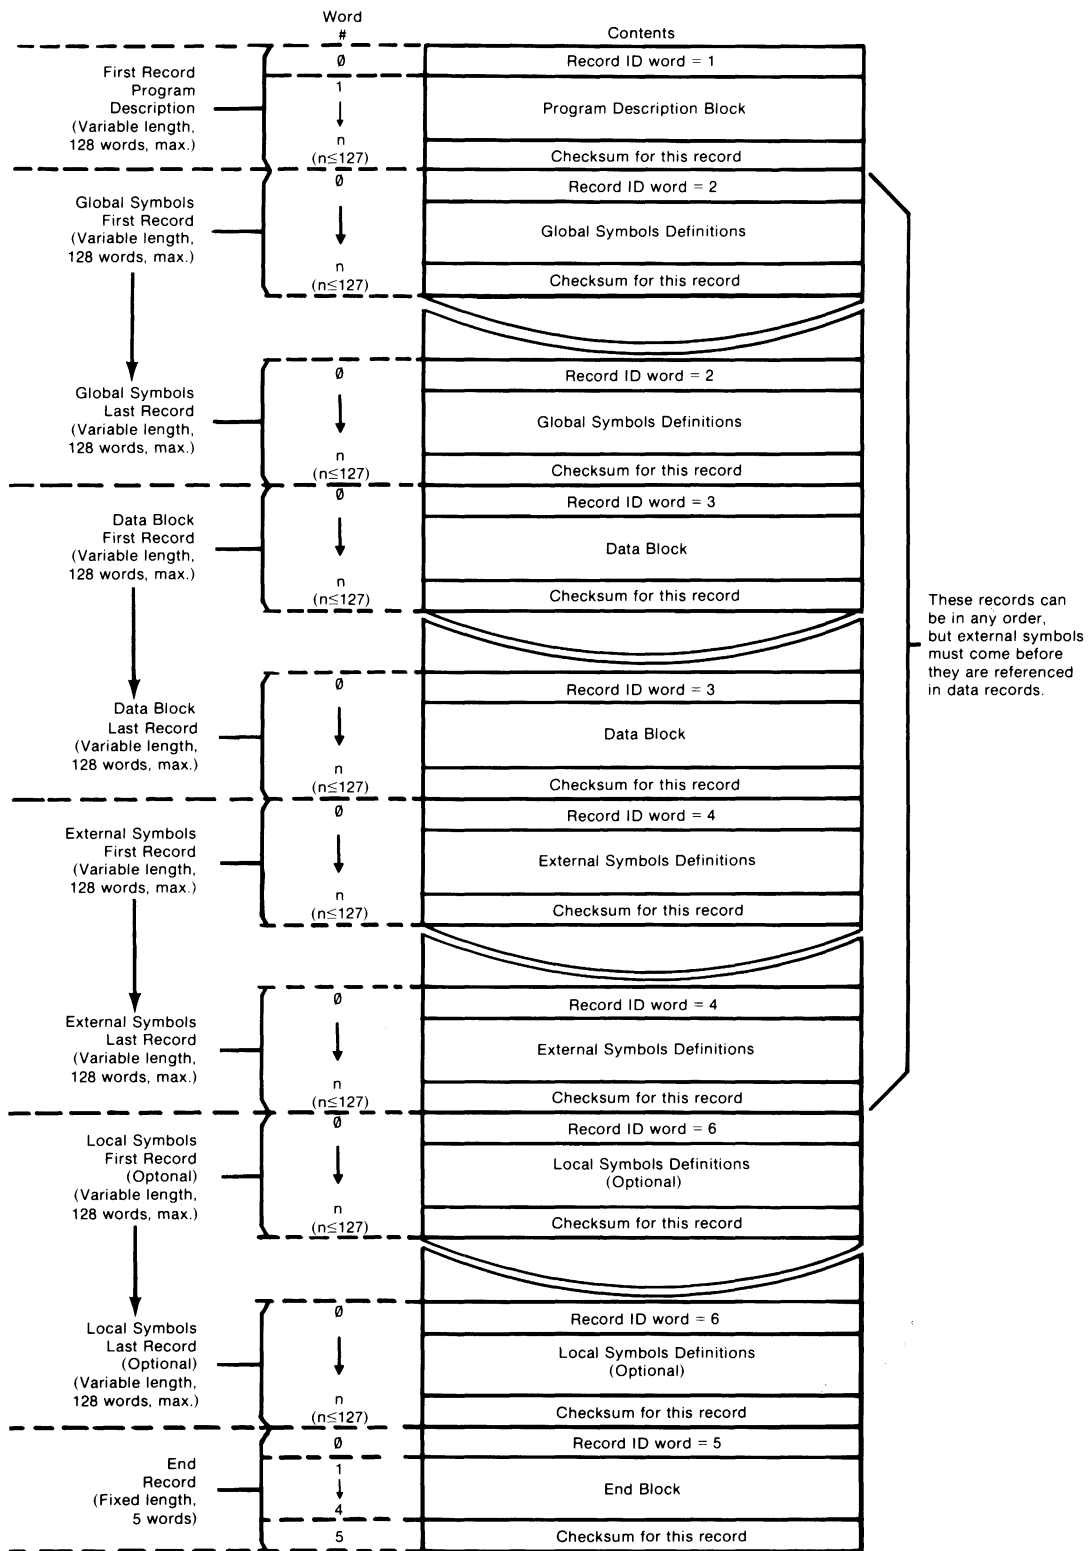 Word
#
Contents
First Record
Program
Description
(Variable length,
128 words, max.)
Ø
Record ID word = 1
1
Program Description Block
n
(n≤127)
Checksum for this record
Global Symbols
First Record
(Variable length,
128 words, max.)
Ø
Record ID word = 2
Global Symbols Definitions
n
(n≤127)
Checksum for this record
Global Symbols
Last Record
(Variable length,
128 words, max.)
Ø
Record ID word = 2
Global Symbols Definitions
n
(n≤127)
Checksum for this record
Data Block
First Record
(Variable length,
128 words, max.)
Ø
Record ID word = 3
Data Block
n
(n≤127)
Checksum for this record
These records can
be in any order,
but external symbols
must come before
they are referenced
in data records.
Data Block
Last Record
(Variable length,
128 words, max.)
Ø
Record ID word = 3
Data Block
n
(n≤127)
Checksum for this record
External Symbols
First Record
(Variable length,
128 words, max.)
Ø
Record ID word = 4
External Symbols Definitions
n
(n≤127)
Checksum for this record
External Symbols
Last Record
(Variable length,
128 words, max.)
Ø
Record ID word = 4
External Symbols Definitions
n
(n≤127)
Checksum for this record
Local Symbols
First Record
(Optonal)
(Variable length,
128 words, max.)
Ø
Record ID word = 6
Local Symbols Definitions
(Optional)
n
(n≤127)
Checksum for this record
Local Symbols
Last Record
(Optional)
(Variable length,
128 words, max.)
Ø
Record ID word = 6
Local Symbols Definitions
(Optional)
n
(n≤127)
Checksum for this record
End
Record
(Fixed length,
5 words)
Ø
Record ID word = 5
1
End Block
4
5
Checksum for this record